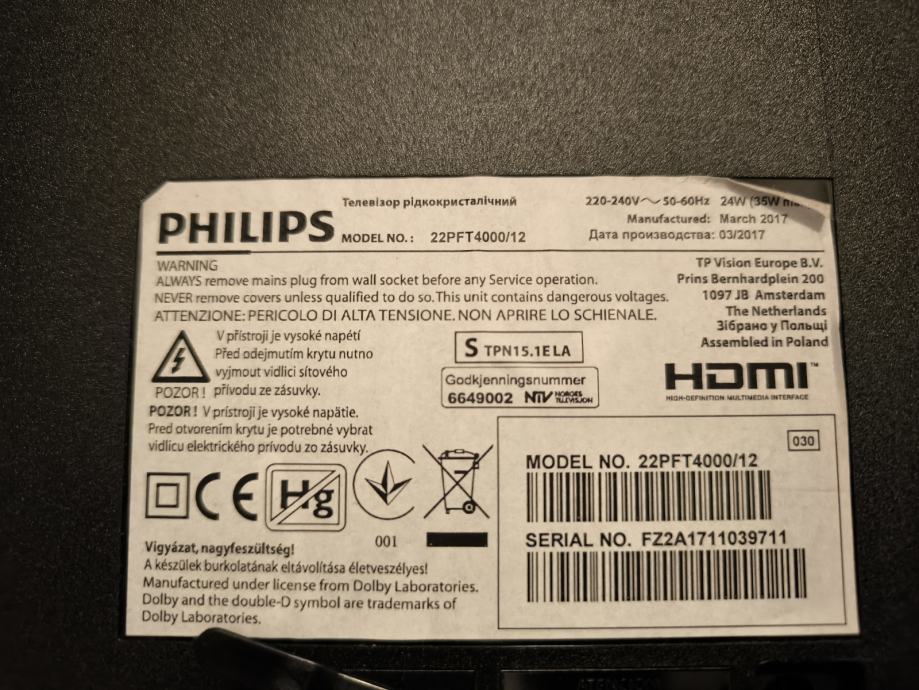 PHILIPS
Телевізор рідкокристалічний
MODEL NO.: 22PFT4000/12
220-240V～ 50-60Hz 24W (35W
Manufactured: March 2017
Дата производства: 03/2017
WARNING
ALWAYS remove mains plug from wall socket before any Service operation.
NEVER remove covers unless qualified to do so. This unit contains dangerous voltages.
ATTENZIONE: PERICOLO DI ALTA TENSIONE. NON APRIRE LO SCHIENALE.
TP Vision Europe B.V.
Prins Bernhardplein 200
1097 JB Amsterdam
The Netherlands
Зібрано у Польщі
Assembled in Poland
V přístroji je vysoké napětí
Před odejmutím krytu nutno
vyjmout vidlici síťového
POZOR! přívodu ze zásuvky.
POZOR! V prístroji je vysoké napätie.
Pred otvorením krytu je potrebné vybrat
vidlicu elektrického prívodu zo zásuvky.
S TPN15.1E LA
Godkjenningsnummer
6649002 NTV NORGES TELEVISJON
HDMI™
HIGH-DEFINITION MULTIMEDIA INTERFACE
CE
Hg
001
030
MODEL NO. 22PFT4000/12
SERIAL NO. FZ2A1711039711
Vigyázat, nagyfeszültség!
A készülek burkolatának eltávolítása életveszélyes!
Manufactured under license from Dolby Laboratories.
Dolby and the double-D symbol are trademarks of
Dolby Laboratories.